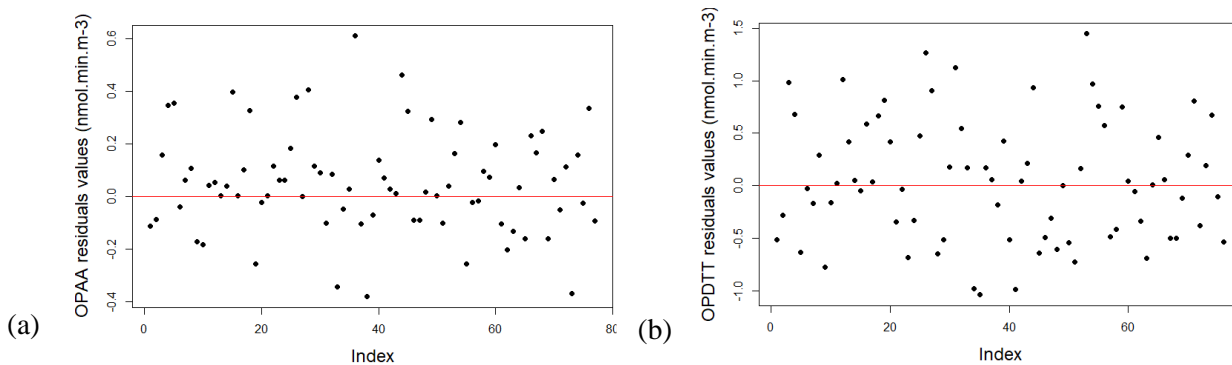 (a)
OPAA residuals values (nmol.min.m-3)
0.6
0.4
0.2
0.0
-0.2
-0.4
0 20 40 60 80
Index
(b)
OPDTT residuals values (nmol.min.m-3)
1.5
1.0
0.5
0.0
-0.5
-1.0
0 20 40 60
Index